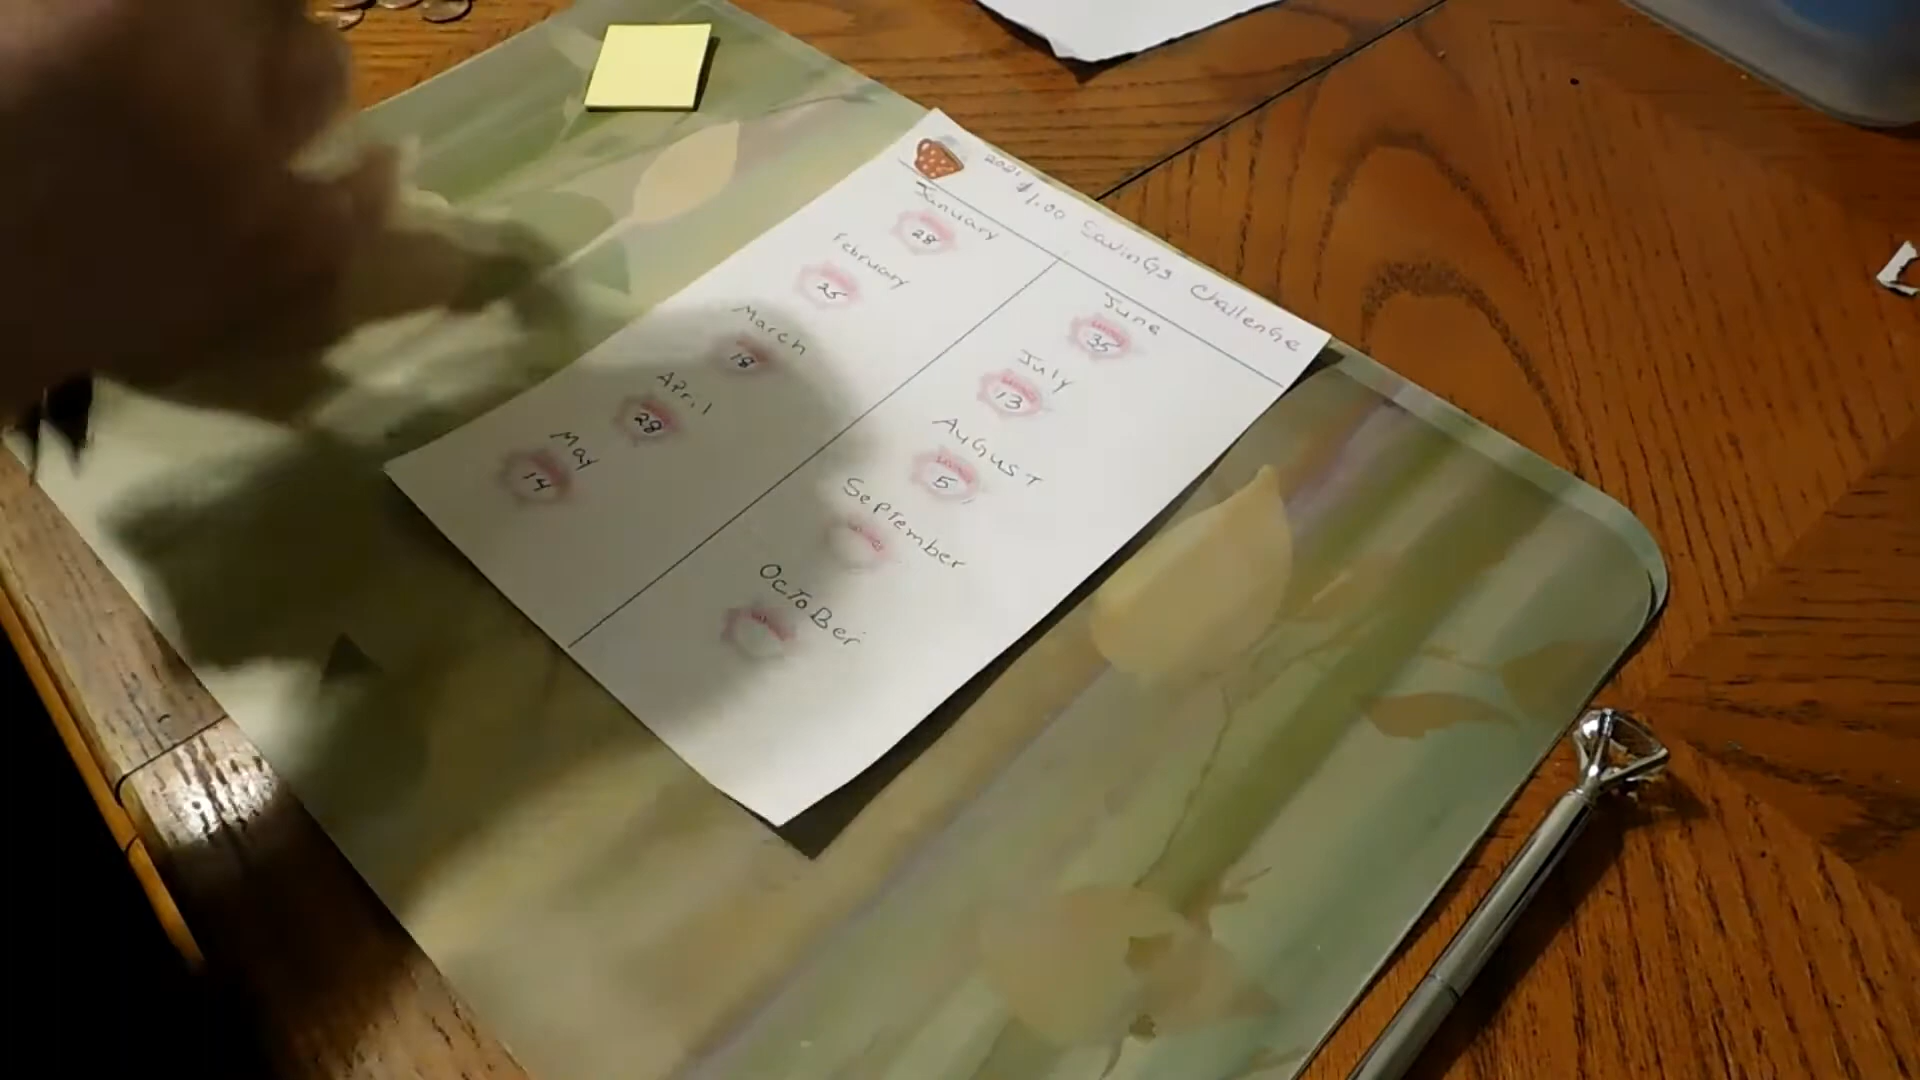 2021 $1.00 SavinGs ChallenGe
January
28
February
25
March
18
APril
28
May
14
June
35
July
13
AuGusT
5
SepTember
OcToBer